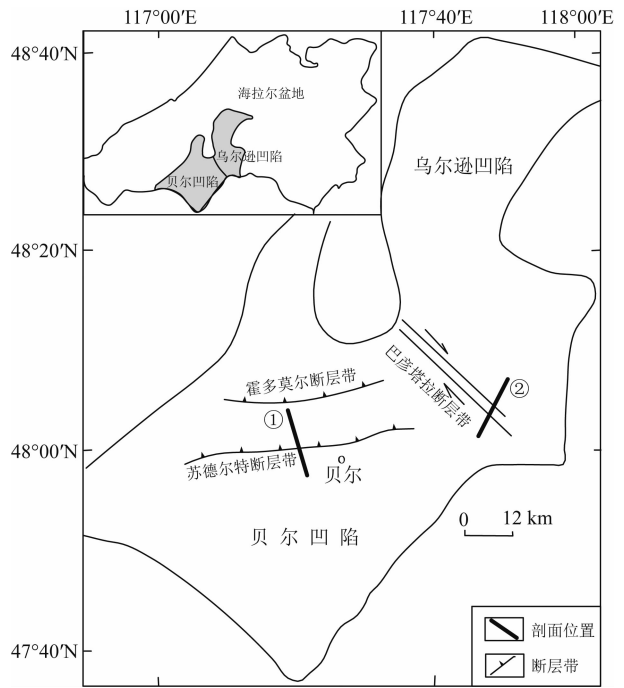 117°00′E
117°40′E
118°00′E
48°40′N
海拉尔盆地
乌尔逊凹陷
贝尔凹陷
乌尔逊凹陷
48°20′N
巴彦塔拉断层带
②
霍多莫尔断层带
①
48°00′N
苏德尔特断层带
贝尔
贝尔凹陷
0 12 km
剖面位置
断层带
47°40′N